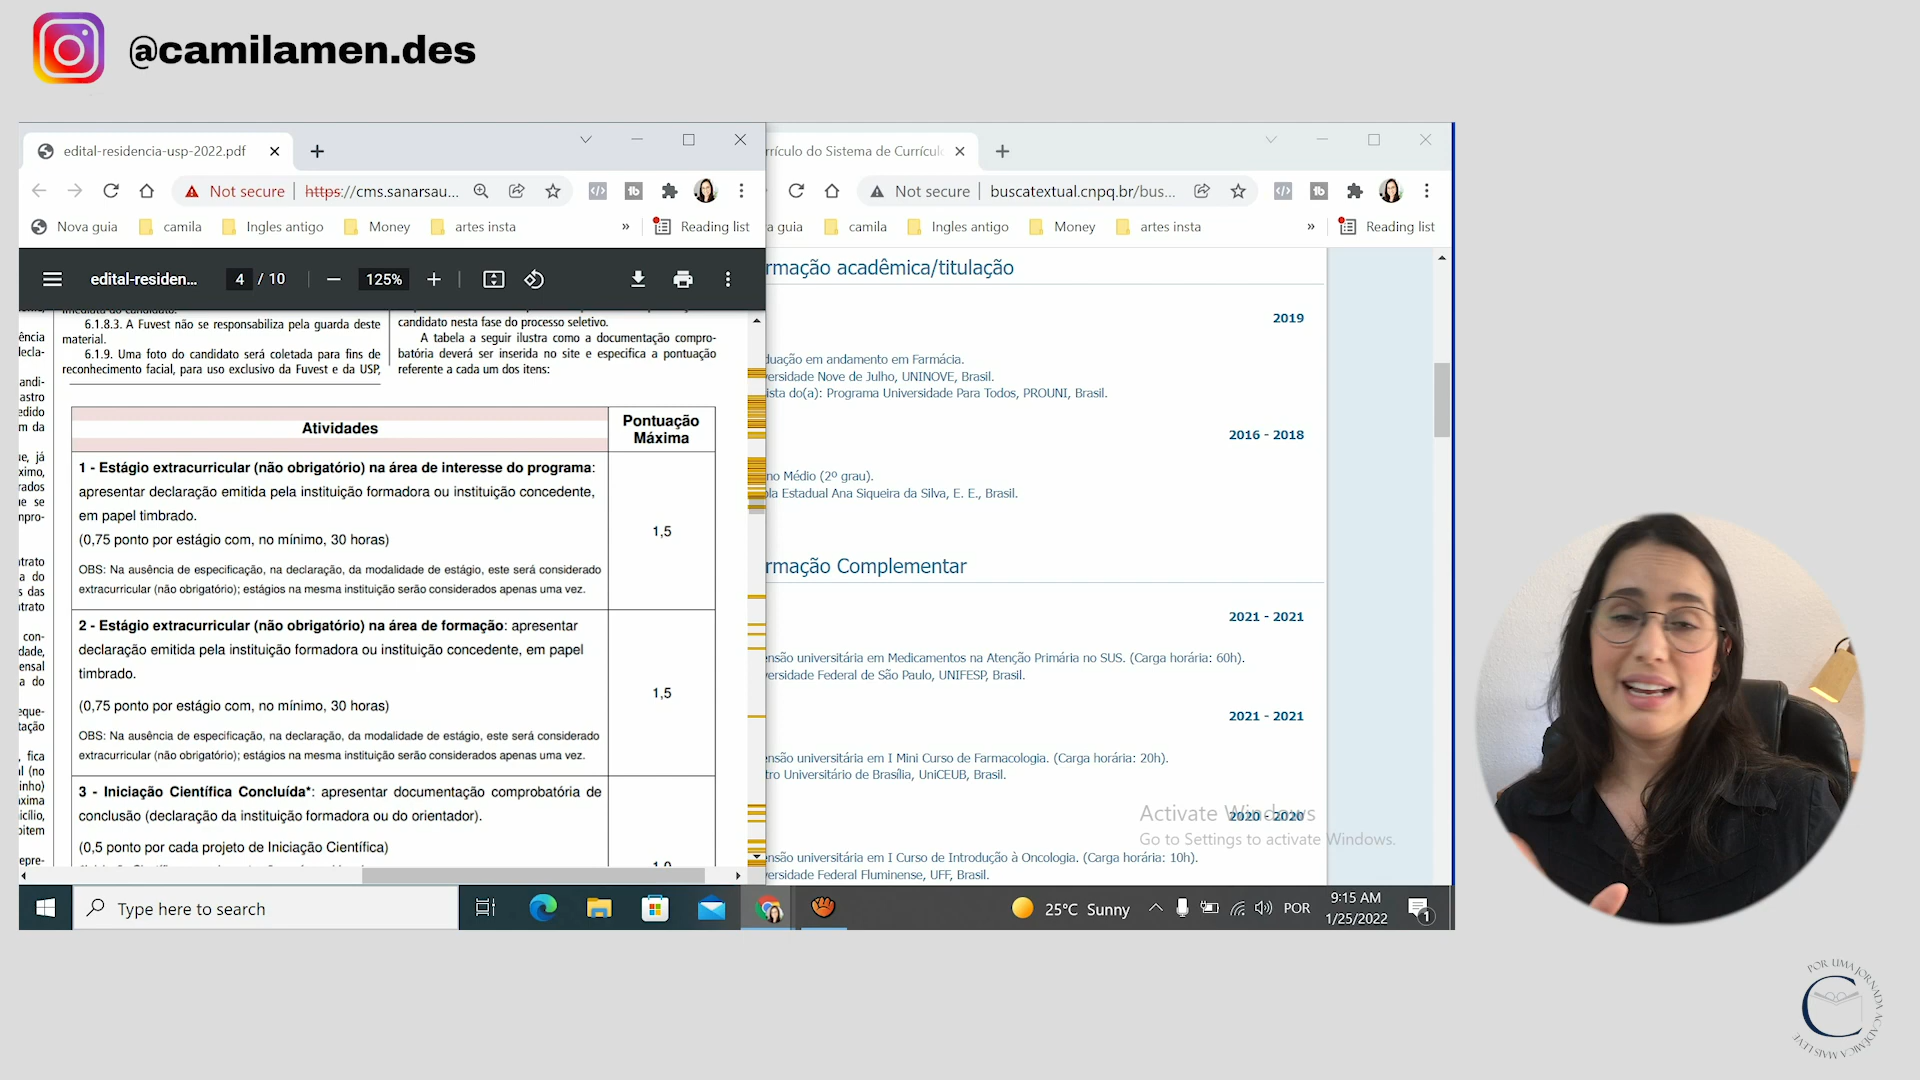 @camilamen.des
edital-residencia-usp-2022.pdf
Not secure
https://cms.sanarsau...
Nova guia
camila
Ingles antigo
Money
artes insta
»
Reading list
edital-residen...
4 / 10
125%
6.1.8.3. A Fuvest não se responsabiliza pela guarda deste
material.
6.1.9. Uma foto do candidato será coletada para fins de
reconhecimento facial, para uso exclusivo da Fuvest e da USP,
candidato nesta fase do processo seletivo.
A tabela a seguir ilustra como a documentação compro-
batória deverá ser inserida no site e especifica a pontuação
referente a cada um dos itens:
Atividades
Pontuação
Máxima
1 - Estágio extracurricular (não obrigatório) na área de interesse do programa:
apresentar declaração emitida pela instituição formadora ou instituição concedente,
em papel timbrado.
(0,75 ponto por estágio com, no mínimo, 30 horas)
OBS: Na ausência de especificação, na declaração, da modalidade de estágio, este será considerado
extracurricular (não obrigatório); estágios na mesma instituição serão considerados apenas uma vez.
1,5
2 - Estágio extracurricular (não obrigatório) na área de formação: apresentar
declaração emitida pela instituição formadora ou instituição concedente, em papel
timbrado.
(0,75 ponto por estágio com, no mínimo, 30 horas)
OBS: Na ausência de especificação, na declaração, da modalidade de estágio, este será considerado
extracurricular (não obrigatório); estágios na mesma instituição serão considerados apenas uma vez.
1,5
3 - Iniciação Científica Concluída*: apresentar documentação comprobatória de
conclusão (declaração da instituição formadora ou do orientador).
(0,5 ponto por cada projeto de Iniciação Científica)
rrículo do Sistema de Currícul
Not secure
buscatextual.cnpq.br/bus...
a guia
camila
Ingles antigo
Money
artes insta
»
Reading list
rmação acadêmica/titulação
2019
duação em andamento em Farmácia.
versidade Nove de Julho, UNINOVE, Brasil.
ista do(a): Programa Universidade Para Todos, PROUNI, Brasil.
2016 - 2018
no Médio (2º grau).
la Estadual Ana Siqueira da Silva, E. E., Brasil.
rmação Complementar
2021 - 2021
ensão universitária em Medicamentos na Atenção Primária no SUS. (Carga horária: 60h).
versidade Federal de São Paulo, UNIFESP, Brasil.
2021 - 2021
ensão universitária em I Mini Curso de Farmacologia. (Carga horária: 20h).
tro Universitário de Brasília, UniCEUB, Brasil.
2020 - 2020
ensão universitária em I Curso de Introdução à Oncologia. (Carga horária: 10h).
versidade Federal Fluminense, UFF, Brasil.
Activate Windows
Go to Settings to activate Windows.
Type here to search
25°C Sunny
POR
9:15 AM
1/25/2022
1
POR UMA JORNADA ACADÊMICA MAIS LEVE